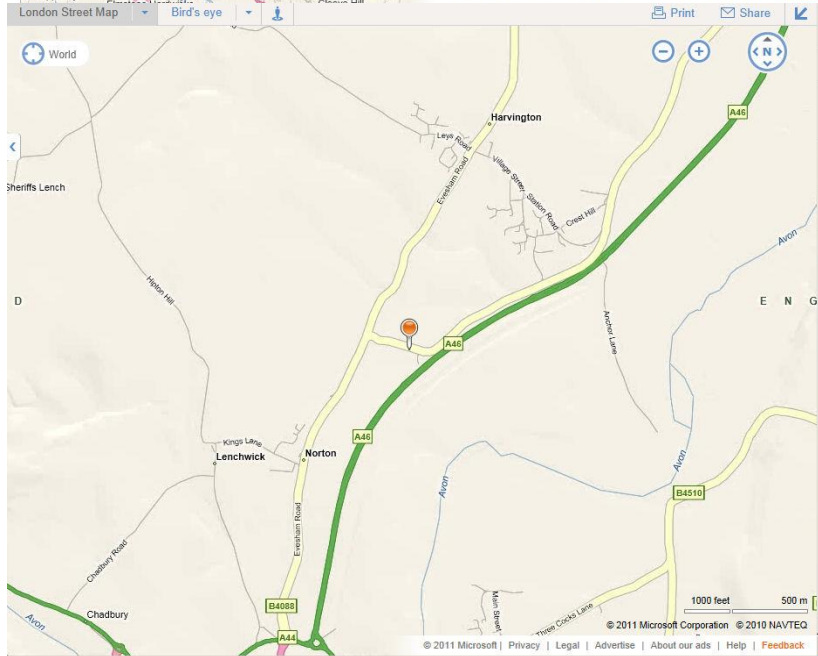 London Street Map
Bird's eye
Print
Share
World
N
A46
Harvington
Leys Road
Village Street
Station Road
Evesham Road
Crest Hill
Sheriffs Lench
Avon
Hipton Hill
D
E N G
Anchor Lane
A46
A46
Kings Lane
Norton
Lenchwick
Avon
Avon
B4510
Evesham Road
Chadbury Road
Main Street
Three Cocks Lane
B4088
Chadbury
Avon
A44
1000 feet 500 m
© 2011 Microsoft Corporation © 2010 NAVTEQ
© 2011 Microsoft | Privacy | Legal | Advertise | About our ads | Help | Feedback